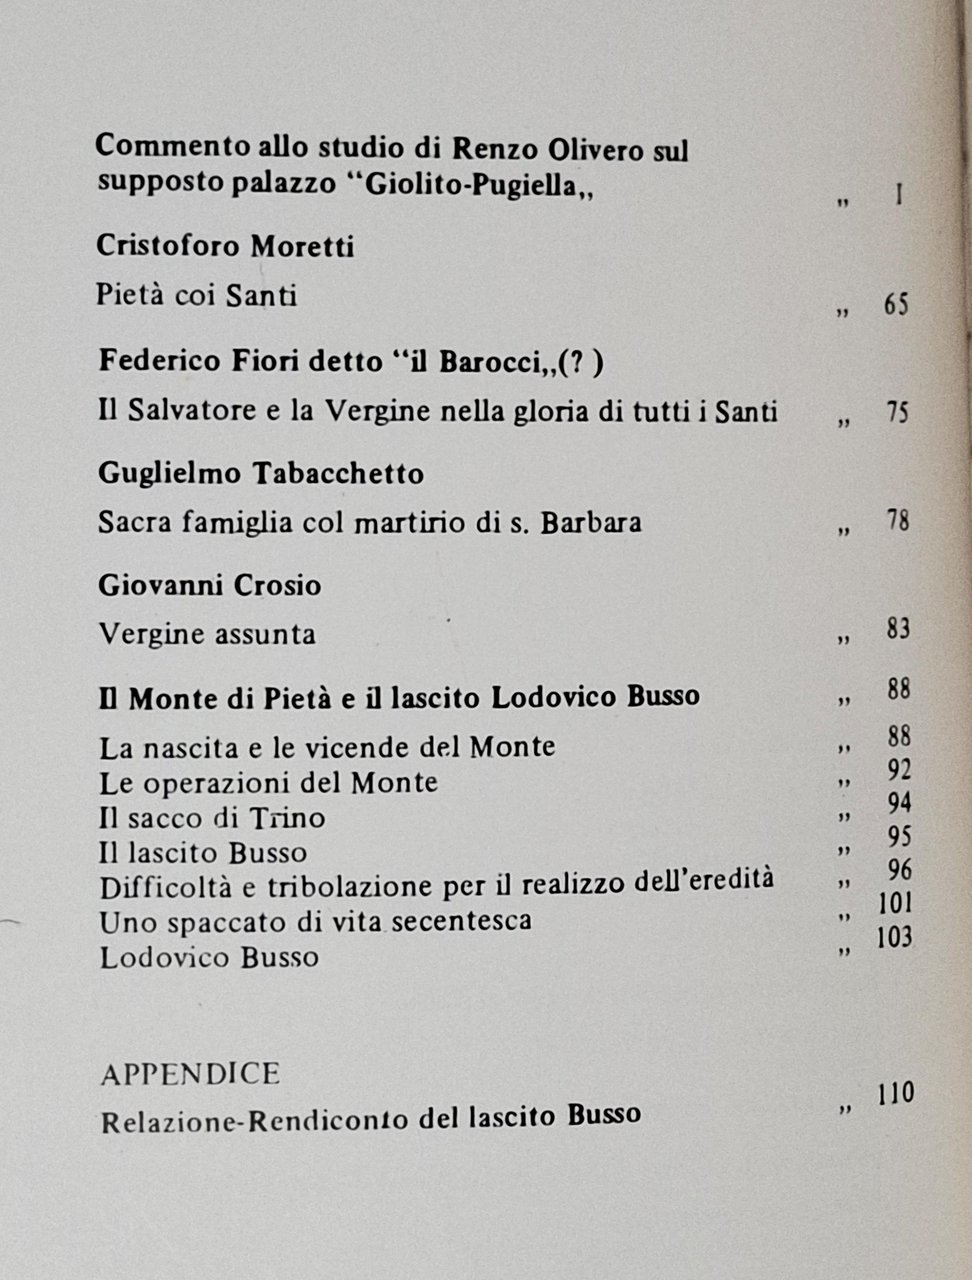 Commento allo studio di Renzo Olivero sul
supposto palazzo “Giolito-Pugiella„ „ I
Cristoforo Moretti
Pietà coi Santi „ 65
Federico Fiori detto “il Barocci„(? )
Il Salvatore e la Vergine nella gloria di tutti i Santi „ 75
Guglielmo Tabacchetto
Sacra famiglia col martirio di s. Barbara „ 78
Giovanni Crosio
Vergine assunta „ 83
Il Monte di Pietà e il lascito Lodovico Busso „ 88
La nascita e le vicende del Monte „ 88
Le operazioni del Monte „ 92
Il sacco di Trino „ 94
Il lascito Busso „ 95
Difficoltà e tribolazione per il realizzo dell'eredità „ 96
Uno spaccato di vita secentesca „ 101
Lodovico Busso „ 103
APPENDICE
Relazione-Rendiconto del lascito Busso „ 110